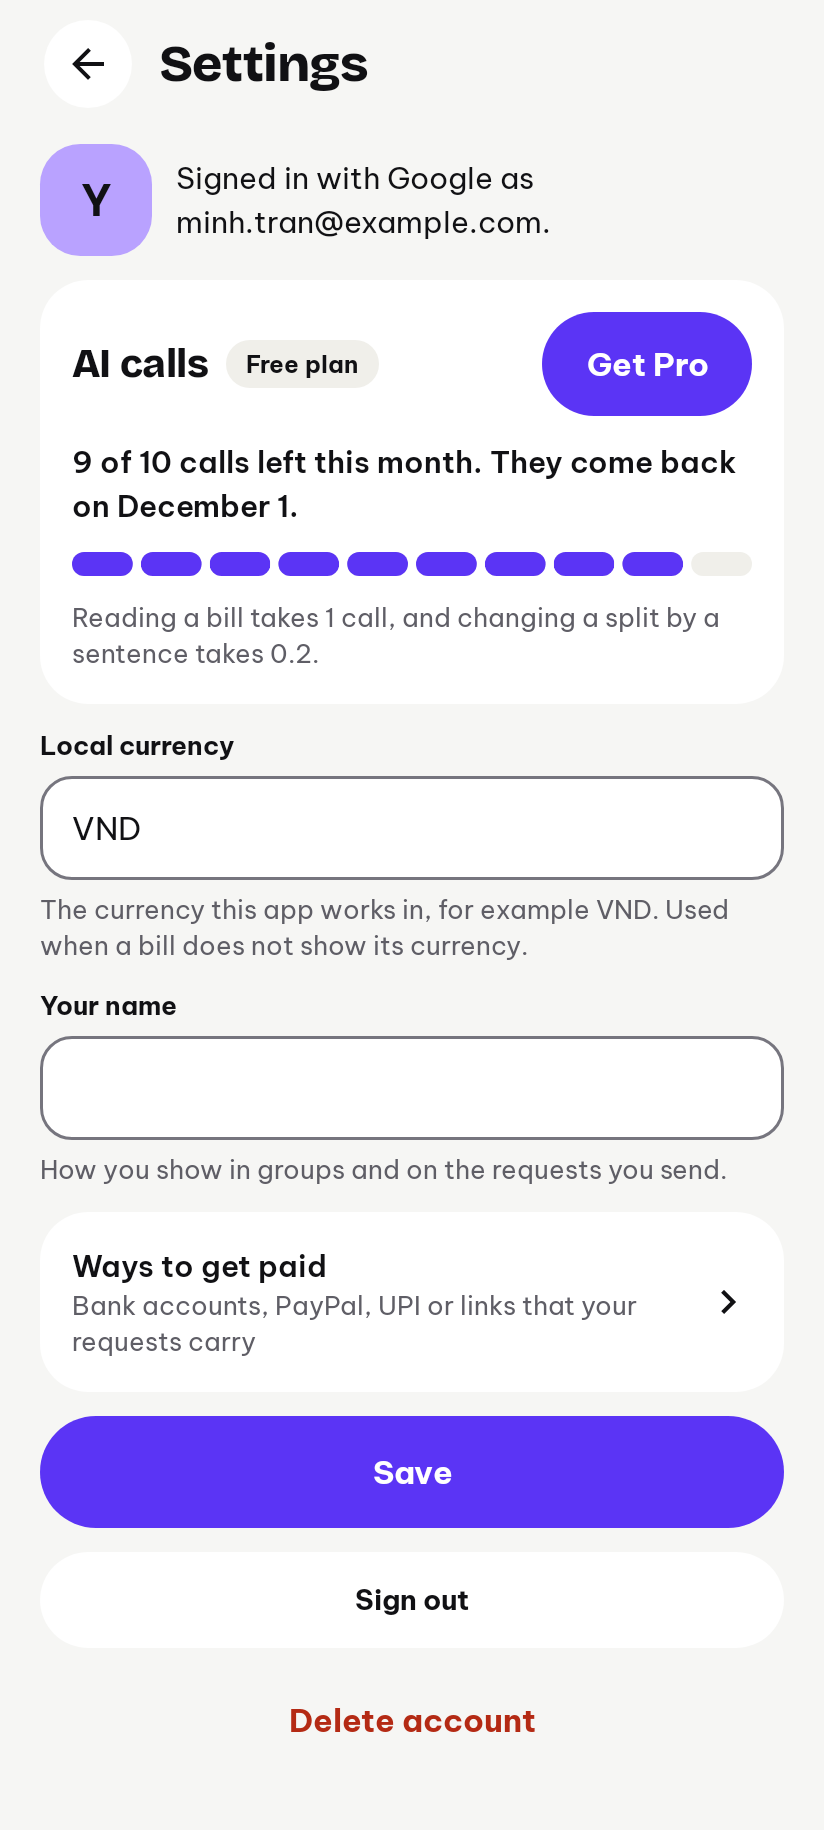 Settings
Y
Signed in with Google as
minh.tran@example.com.
AI calls
Free plan
Get Pro
9 of 10 calls left this month. They come back
on December 1.
Reading a bill takes 1 call, and changing a split by a
sentence takes 0.2.
Local currency
VND
The currency this app works in, for example VND. Used
when a bill does not show its currency.
Your name
How you show in groups and on the requests you send.
Ways to get paid
Bank accounts, PayPal, UPI or links that your
requests carry
Save
Sign out
Delete account